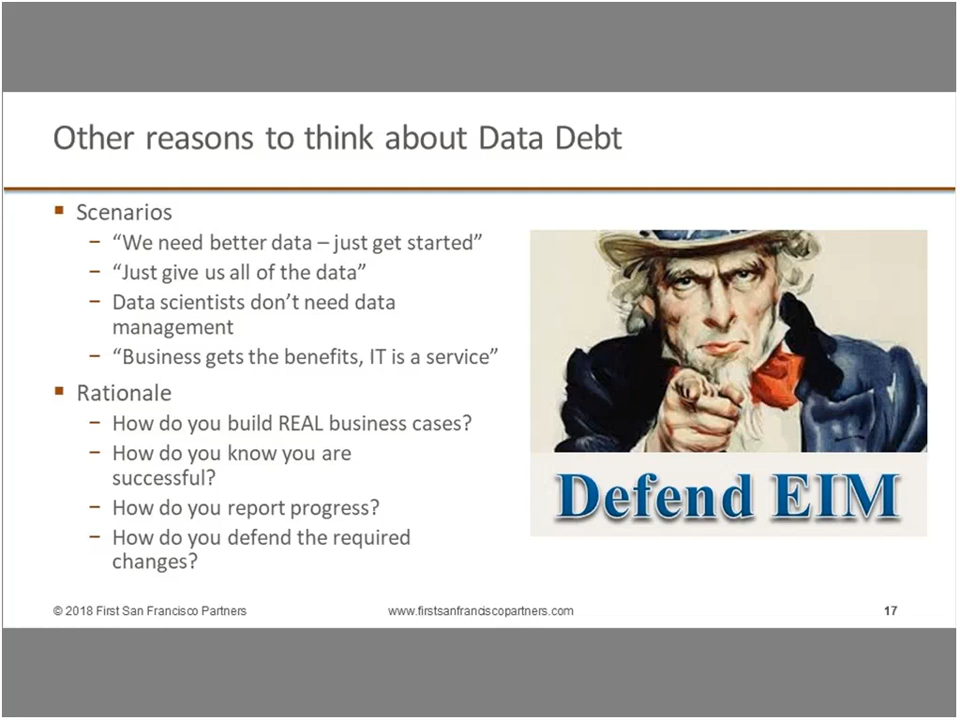 Other reasons to think about Data Debt
▪ Scenarios
− “We need better data – just get started”
− “Just give us all of the data”
− Data scientists don’t need data
management
− “Business gets the benefits, IT is a service”
▪ Rationale
− How do you build REAL business cases?
− How do you know you are
successful?
− How do you report progress?
− How do you defend the required
changes?
Defend EIM
© 2018 First San Francisco Partners
www.firstsanfranciscopartners.com
17